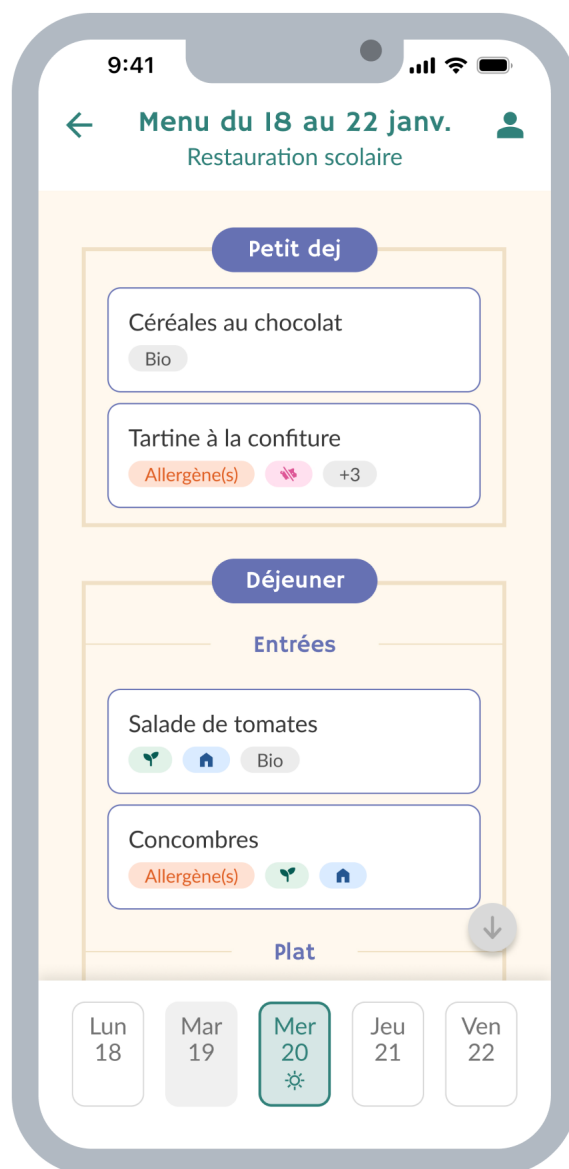 9:41
Menu du 18 au 22 janv.
Restauration scolaire
Petit dej
Céréales au chocolat
Bio
Tartine à la confiture
Allergène(s) +3
Déjeuner
Entrées
Salade de tomates
Bio
Concombres
Allergène(s)
Plat
Lun Mar Mer Jeu Ven
18 19 20 21 22